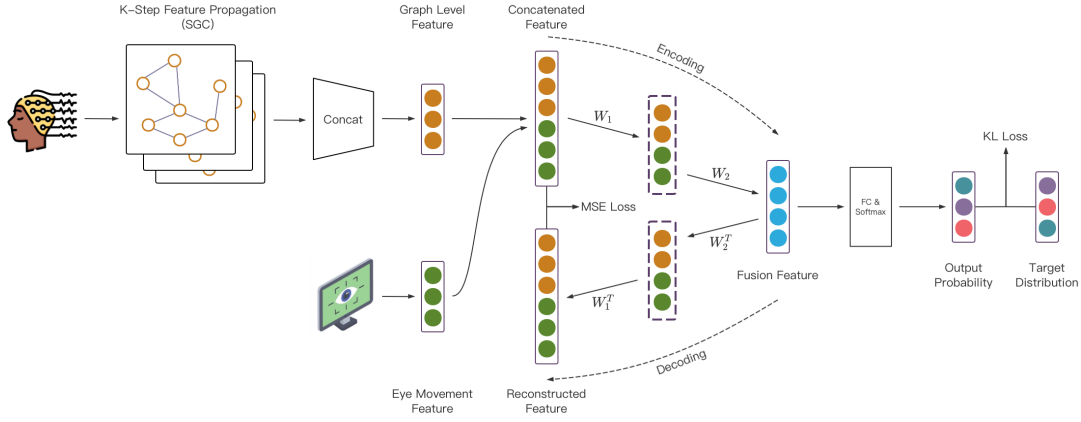 K-Step Feature Propagation
(SGC)
Graph Level
Feature
Concatenated
Feature
Encoding
Concat
W₁
W₂
KL Loss
FC &
Softmax
MSE Loss
W₂ᵀ
W₁ᵀ
Fusion Feature
Output
Probability
Target
Distribution
Decoding
Eye Movement
Feature
Reconstructed
Feature